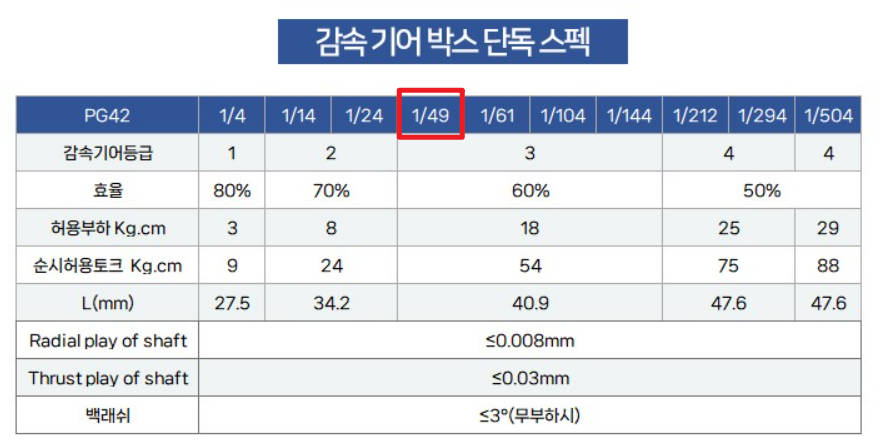 감속 기어 박스 단독 스펙
PG42 1/4 1/14 1/24 1/49 1/61 1/104 1/144 1/212 1/294 1/504
감속기어등급 1 2 3 4 4
효율 80% 70% 60% 50%
허용부하 Kg.cm 3 8 18 25 29
순시허용토크 Kg.cm 9 24 54 75 88
L(mm) 27.5 34.2 40.9 47.6 47.6
Radial play of shaft ≤0.008mm
Thrust play of shaft ≤0.03mm
백래쉬 ≤3°(무부하시)